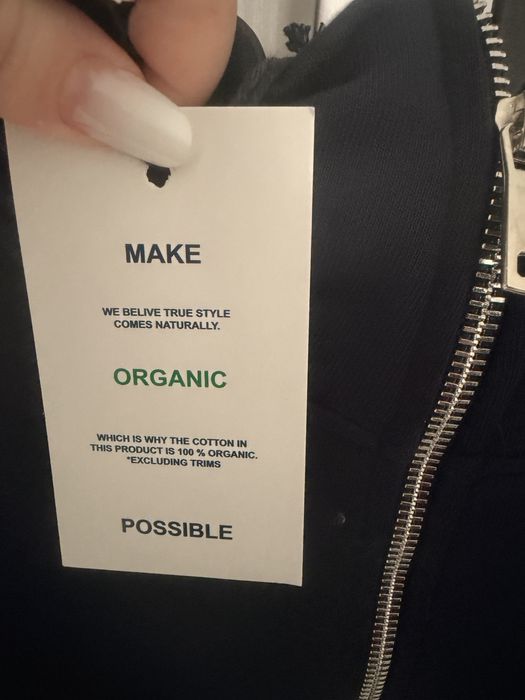 MAKE
WE BELIVE TRUE STYLE
COMES NATURALLY.
ORGANIC
WHICH IS WHY THE COTTON IN
THIS PRODUCT IS 100 % ORGANIC.
*EXCLUDING TRIMS
POSSIBLE